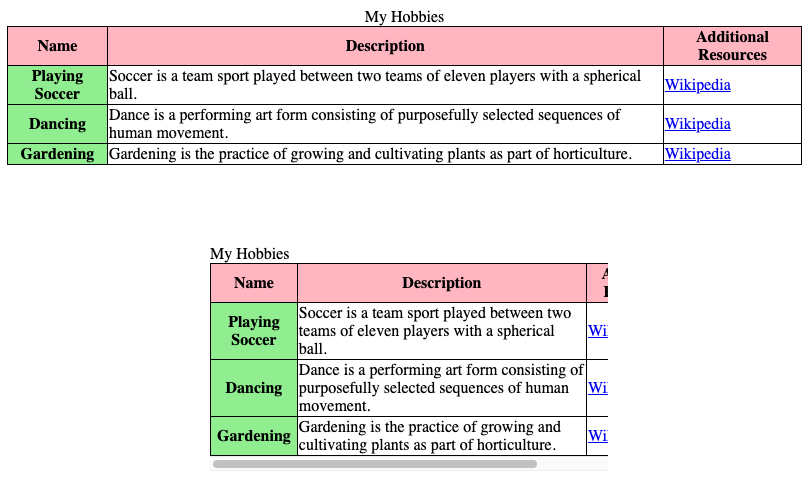 My Hobbies
Name Description Additional
Resources
Playing
Soccer
Soccer is a team sport played between two teams of eleven players with a spherical
ball.
Wikipedia
Dancing
Dance is a performing art form consisting of purposefully selected sequences of
human movement.
Wikipedia
Gardening Gardening is the practice of growing and cultivating plants as part of horticulture. Wikipedia
My Hobbies
Name Description
Playing
Soccer
Soccer is a team sport played between two
teams of eleven players with a spherical
ball.
Wi
Dancing
Dance is a performing art form consisting of
purposefully selected sequences of human
movement.
Wi
Gardening
Gardening is the practice of growing and
cultivating plants as part of horticulture.
Wi